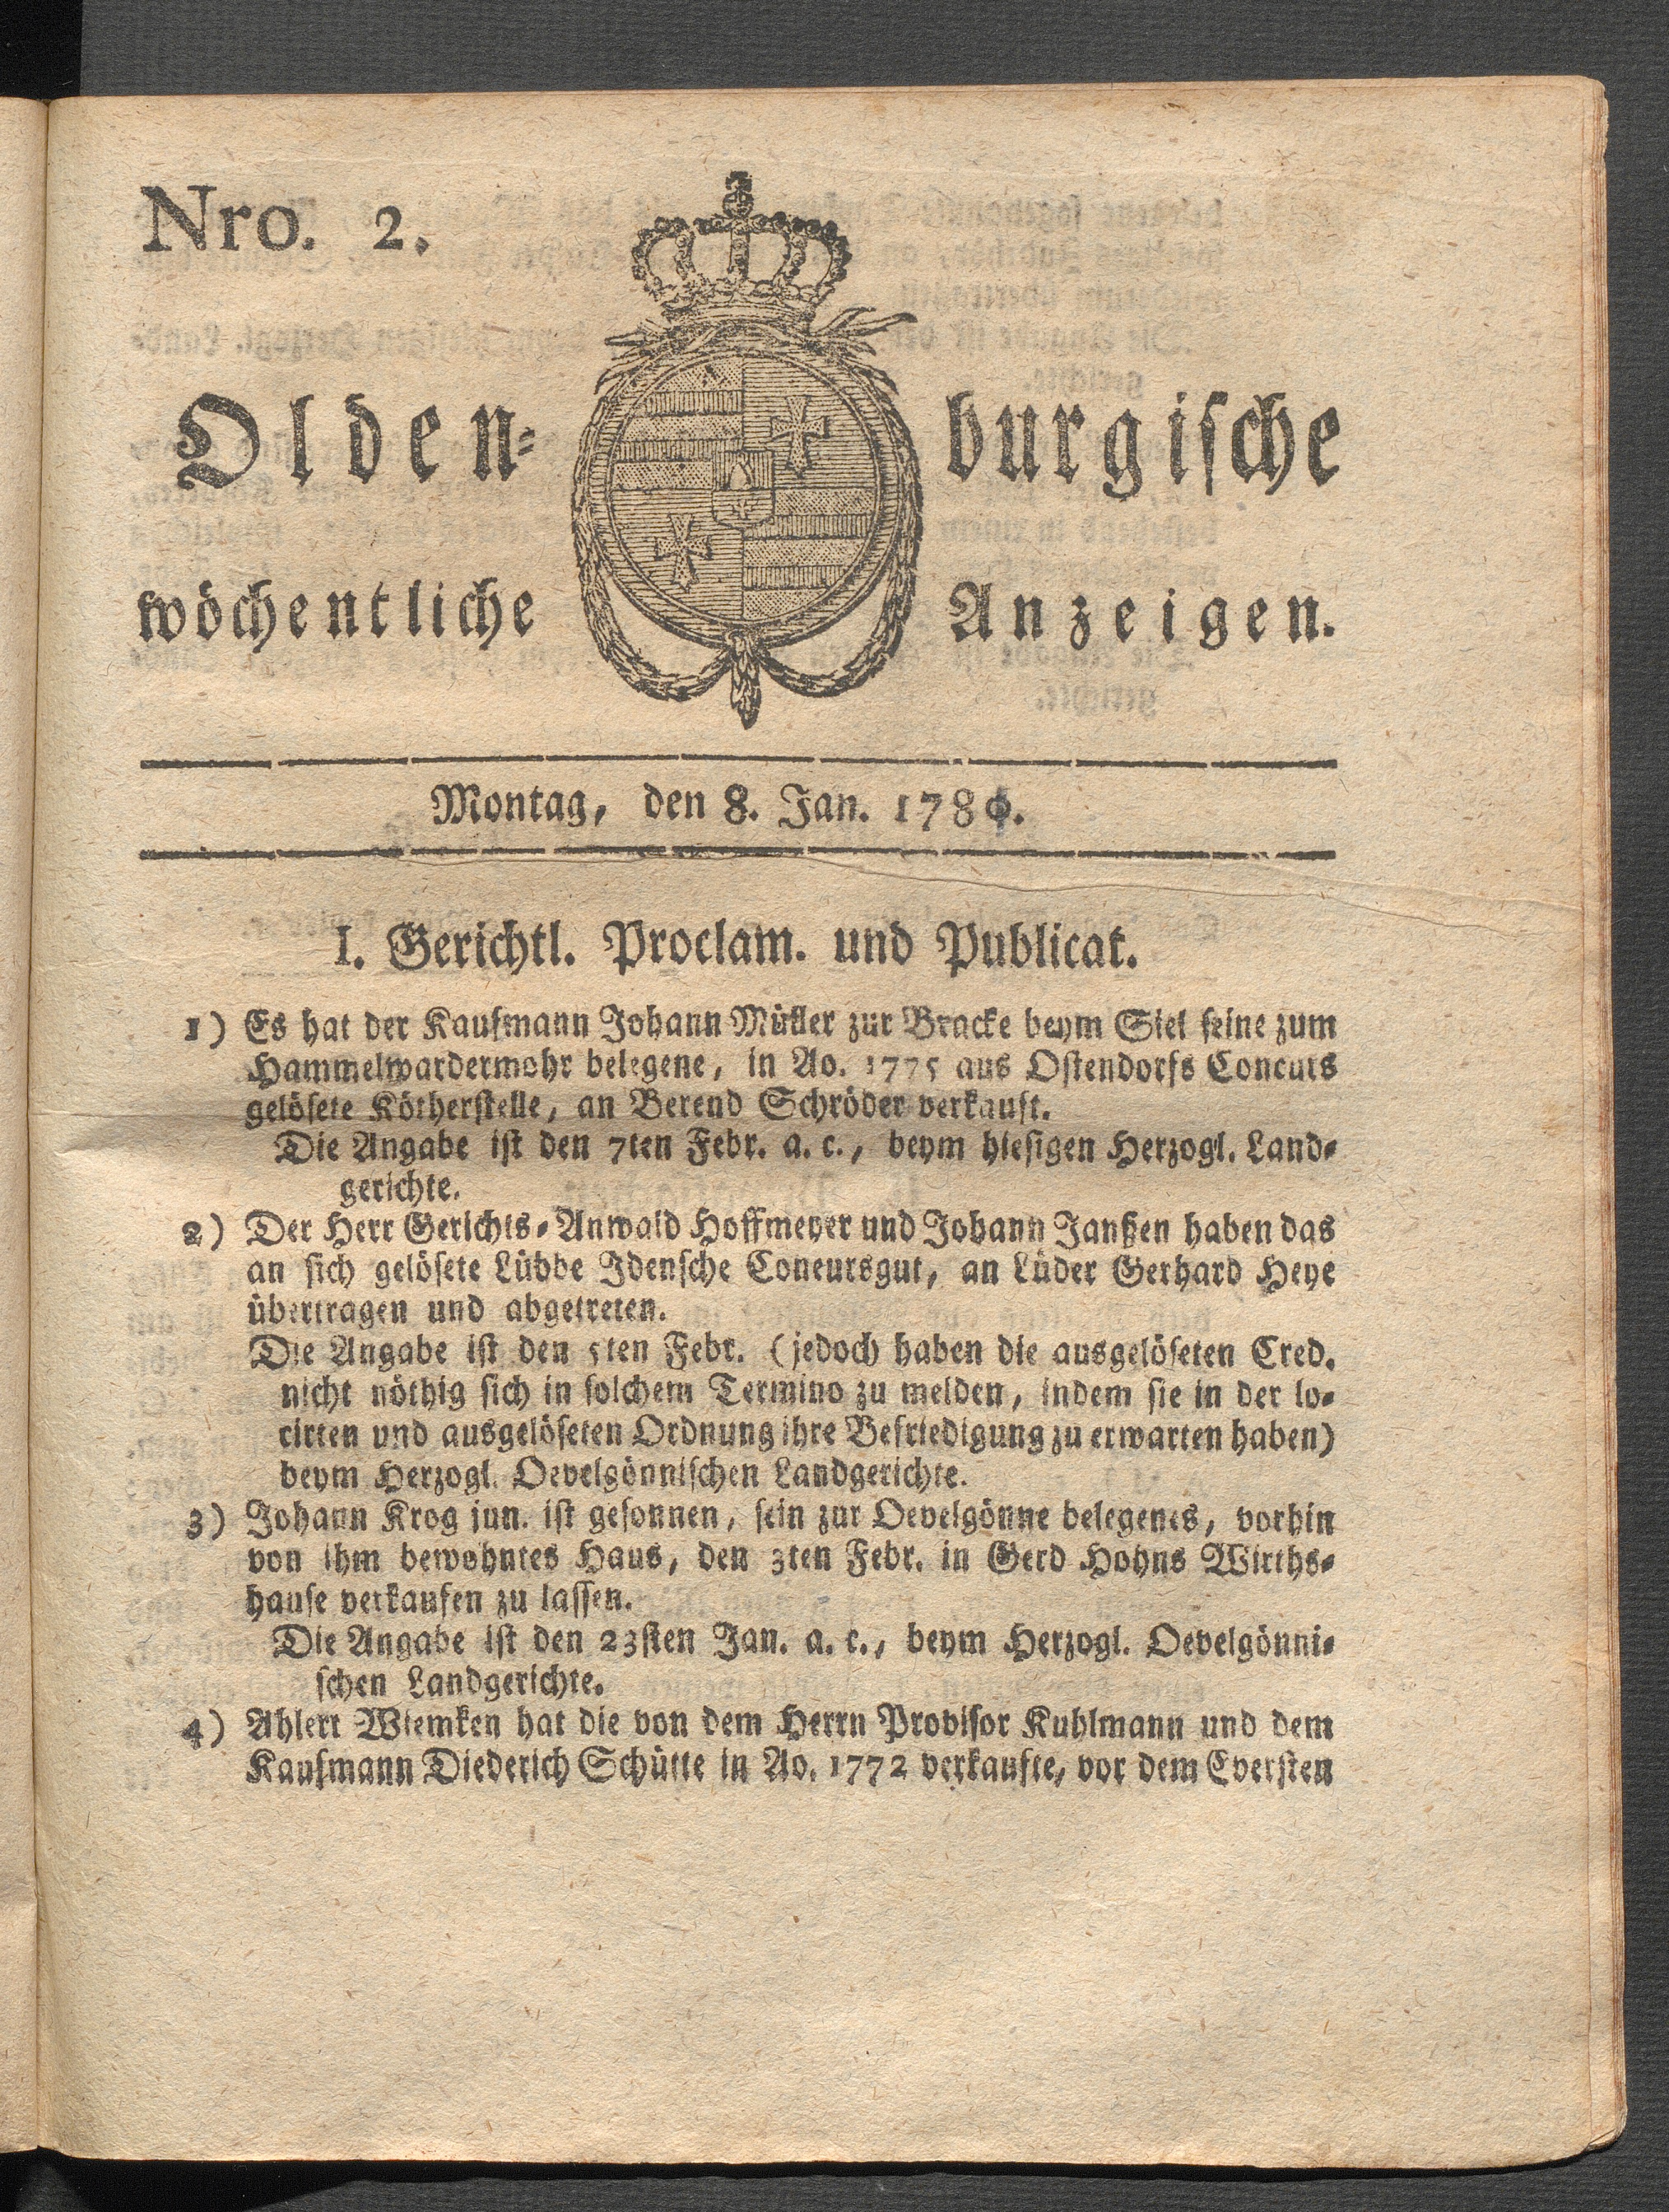 Nro. 2.
Olden-burgische
wöchentliche Anzeigen.
Montag, den 8. Jan. 1781.
I. Gerichtl. Proclam. und Publicat.
1) Es hat der Kaufmann Johann Müller zur Bracke beym Siel seine zum
Hammelwardermohr belegene, in Ao. 1775 aus Ostendorfs Concurs
gelösete Kötherstelle, an Berend Schröder verkauft.
Die Angabe ist den 7ten Febr. a. c., beym hiesigen Herzogl. Land-
gerichte.
2) Der Herr Gerichts-Anwald Hoffmeyer und Johann Janßen haben das
an sich gelösete Lübbe Idensche Coneursgut, an Lüder Gerhard Heye
übertragen und abgetreten.
Die Angabe ist den 5ten Febr. (jedoch haben die ausgelöseten Cred.
nicht nöthig sich in solchem Termino zu melden, indem sie in der lo-
cirten und ausgelöseten Ordnung ihre Befriedigung zu erwarten haben)
beym Herzogl. Oevelgönnischen Landgerichte.
3) Johann Krog jun. ist gesonnen, sein zur Oevelgönne belegenes, vorhin
von ihm bewohntes Haus, den 3ten Febr. in Gerd Hohns Wirths-
hause verkaufen zu lassen.
Die Angabe ist den 23sten Jan. a. c., beym Herzogl. Oevelgönni-
schen Landgerichte.
4) Ahlert Wiemken hat die von dem Herrn Provisor Kuhlmann und dem
Kaufmann Diederich Schütte in Ao. 1772 verkaufte, vor dem Eversten